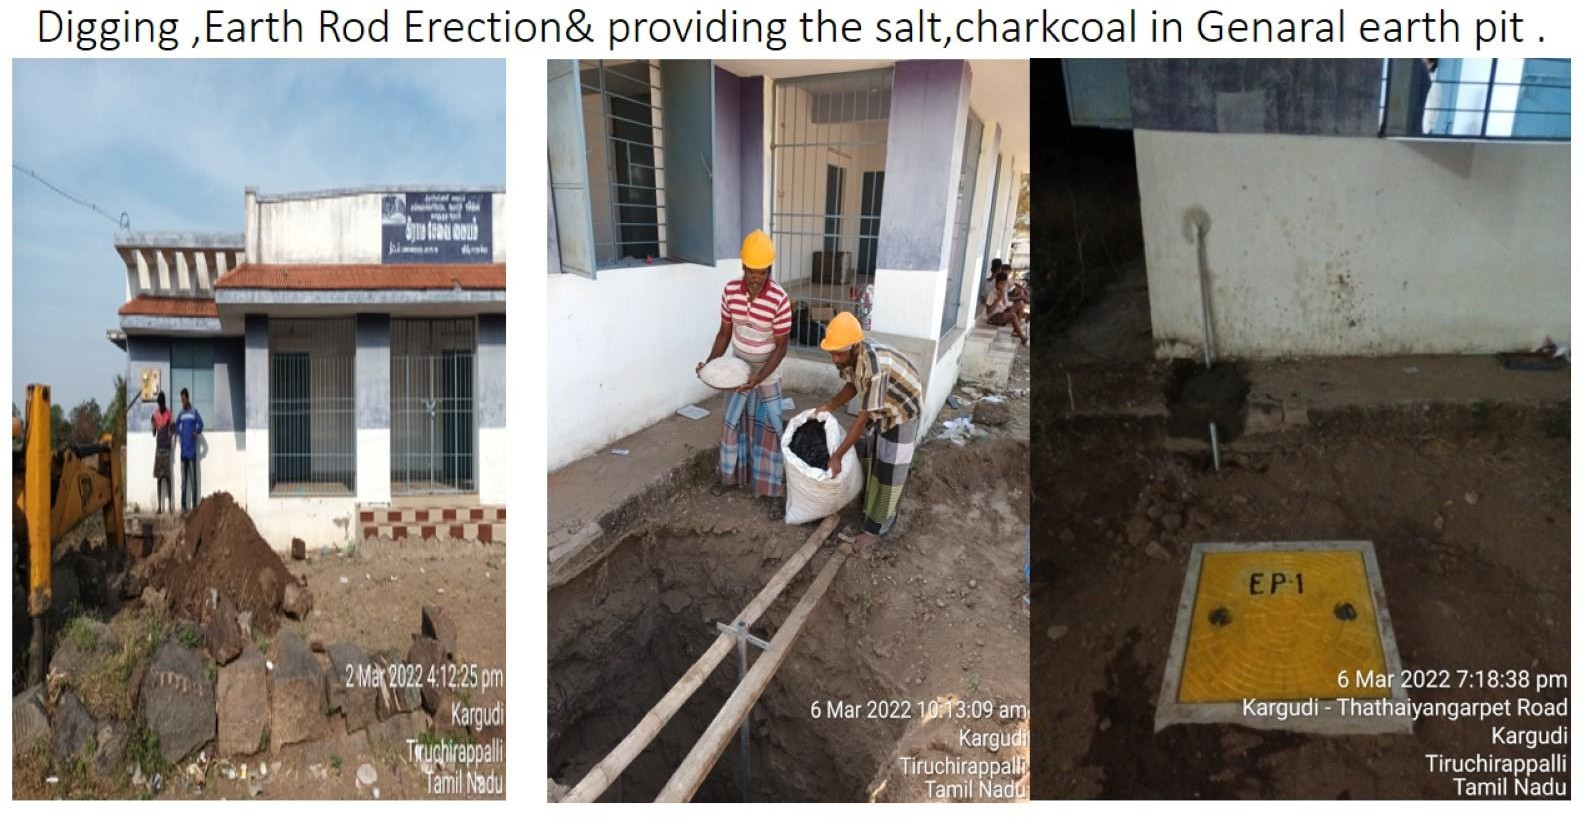 Digging ,Earth Rod Erection& providing the salt,charkcoal in Genaral earth pit .
கிராம சேவை மையம்
2 Mar 2022 4:12:25 pm
Kargudi
Tiruchirappalli
Tamil Nadu
6 Mar 2022 10:13:09 am
Kargudi
Tiruchirappalli
Tamil Nadu
EP-1
6 Mar 2022 7:18:38 pm
Kargudi - Thathaiyangarpet Road
Kargudi
Tiruchirappalli
Tamil Nadu